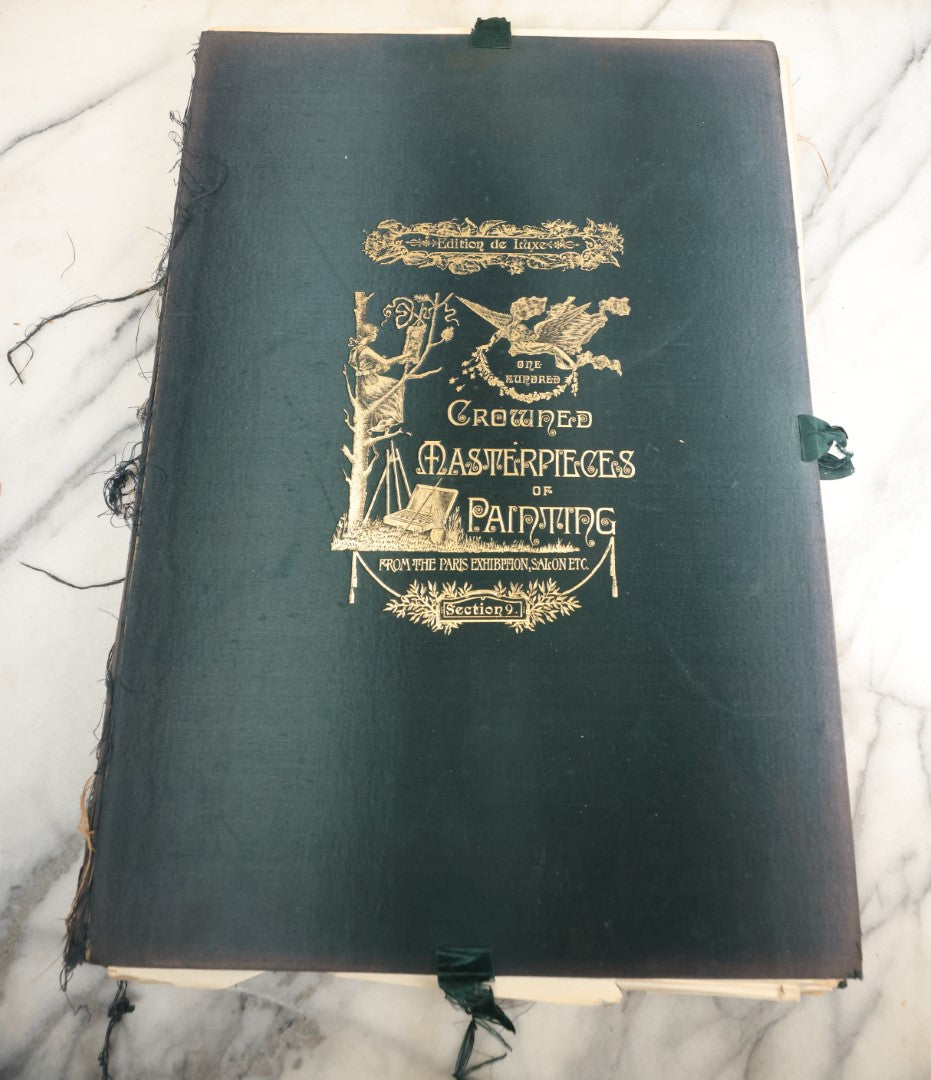 Edition de Luxe
ONE
HUNDRED
CROWNED
MASTERPIECES
OF
PAINTING
FROM THE PARIS EXHIBITION, SALON ETC.
Section 9.